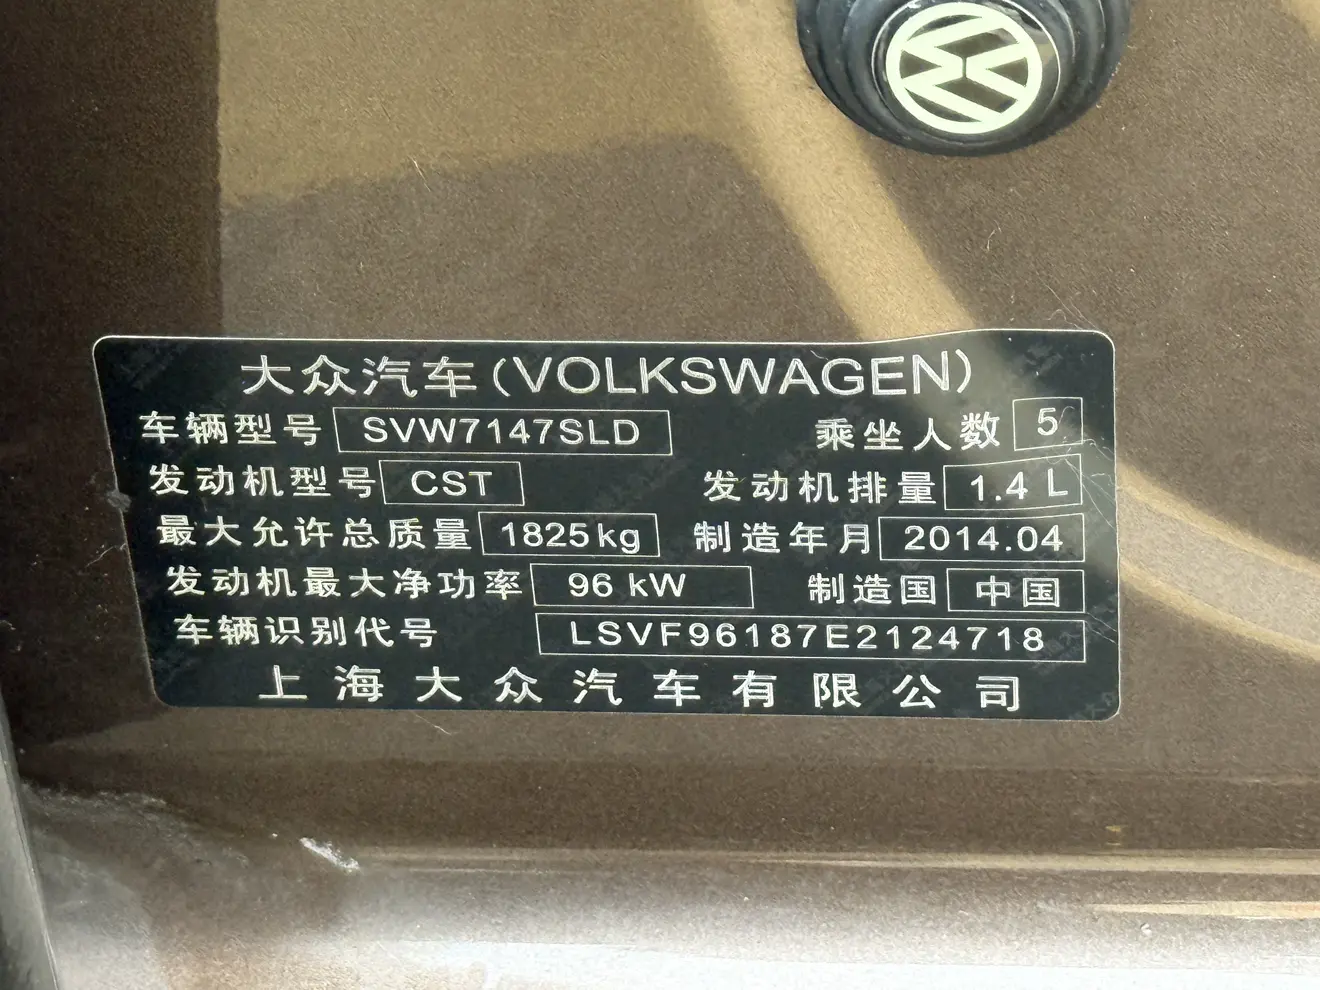 大众汽车(VOLKSWAGEN)
车辆型号 SVW7147SLD 乘坐人数 5
发动机型号 CST 发动机排量 1.4 L
最大允许总质量 1825kg 制造年月 2014.04
发动机最大净功率 96 kW 制造国 中国
车辆识别代号 LSVF96187E2124718
上海大众汽车有限公司